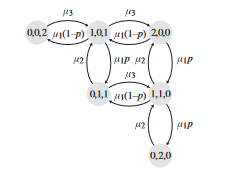 μ3 μ3
0,0,2 μ1(1–p) 1,0,1 μ1(1–p) 2,0,0
μ2 μ1p μ2 μ1p
μ3
0,1,1 μ1(1–p) 1,1,0
μ2 μ1p
0,2,0